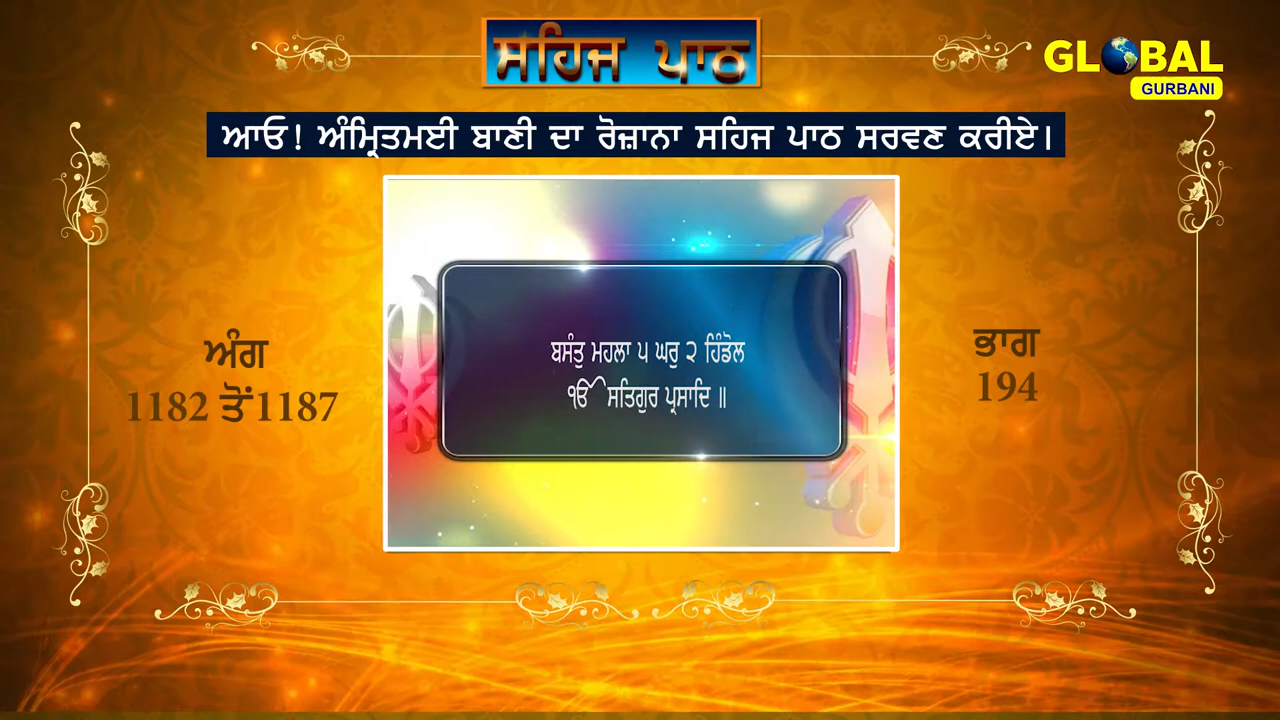 ਸਹਿਜ ਪਾਠ
GLOBAL
GURBANI
ਆਓ! ਅੰਮ੍ਰਿਤਮਈ ਬਾਣੀ ਦਾ ਰੋਜ਼ਾਨਾ ਸਹਿਜ ਪਾਠ ਸਰਵਣ ਕਰੀਏ।
ਅੰਗ
1182 ਤੋਂ 1187
ਬਸੰਤੁ ਮਹਲਾ ੫ ਘਰੁ ੨ ਹਿੰਡੋਲ
ੴ ਸਤਿਗੁਰ ਪ੍ਰਸਾਦਿ ॥
ਭਾਗ
194